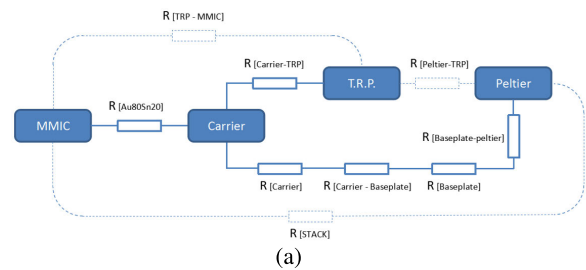 R [TRP - MMIC]
R [Carrier-TRP]
T.R.P.
R [Peltier-TRP]
Peltier
R [Au80Sn20]
MMIC
Carrier
R [Baseplate-peltier]
R [Carrier]
R [Carrier - Baseplate]
R [Baseplate]
R [STACK]
(a)